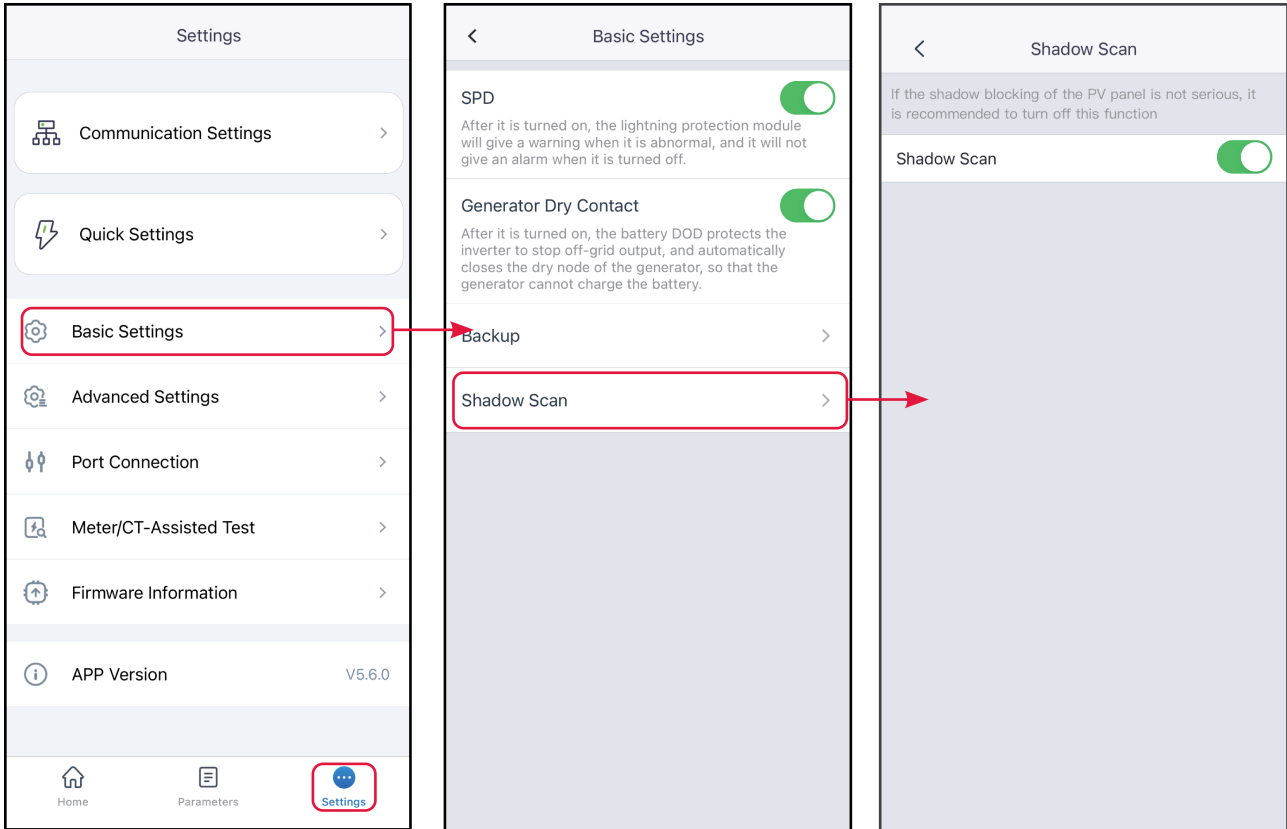 Settings
Communication Settings
Quick Settings
Basic Settings
Advanced Settings
Port Connection
Meter/CT-Assisted Test
Firmware Information
APP Version V5.6.0
Home Parameters Settings
Basic Settings
SPD
After it is turned on, the lightning protection module
will give a warning when it is abnormal, and it will not
give an alarm when it is turned off.
Generator Dry Contact
After it is turned on, the battery DOD protects the
inverter to stop off-grid output, and automatically
closes the dry node of the generator, so that the
generator cannot charge the battery.
Backup
Shadow Scan
Shadow Scan
If the shadow blocking of the PV panel is not serious, it
is recommended to turn off this function
Shadow Scan